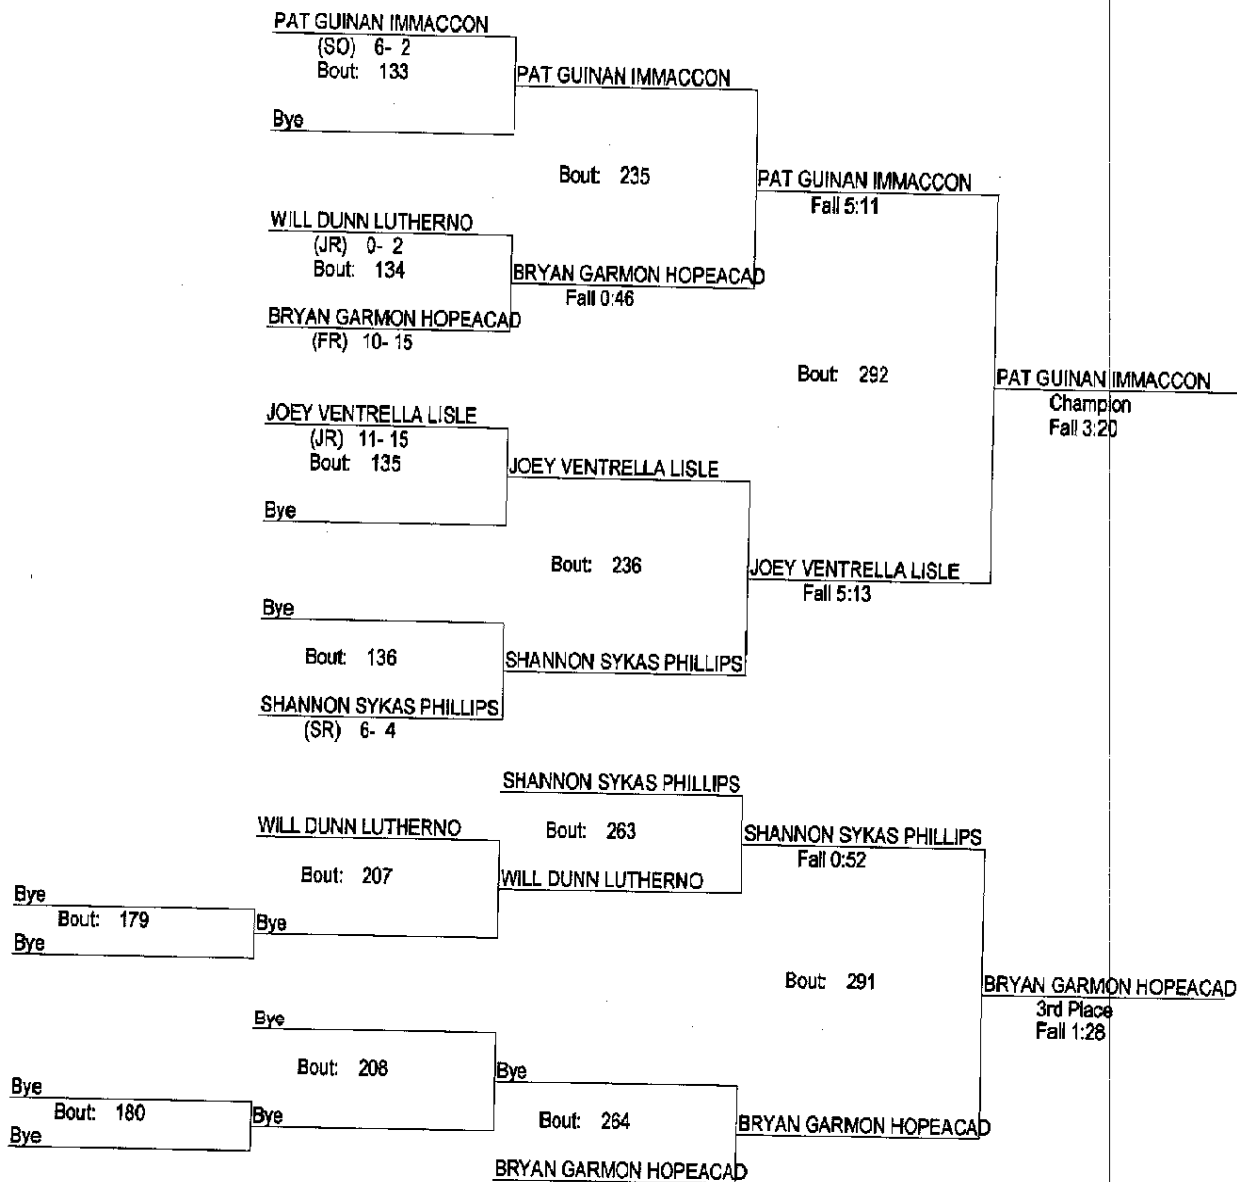 PAT GUINAN IMMACCON
(SO) 6- 2
Bout: 133
PAT GUINAN IMMACCON
Bye
Bout: 235
PAT GUINAN IMMACCON
Fall 5:11
WILL DUNN LUTHERNO
(JR) 0- 2
Bout: 134
BRYAN GARMON HOPEACAD
Fall 0:46
BRYAN GARMON HOPEACAD
(FR) 10- 15
Bout: 292
PAT GUINAN IMMACCON
Champion
Fall 3:20
JOEY VENTRELLA LISLE
(JR) 11- 15
Bout: 135
JOEY VENTRELLA LISLE
Bye
Bout: 236
JOEY VENTRELLA LISLE
Fall 5:13
Bye
Bout: 136
SHANNON SYKAS PHILLIPS
SHANNON SYKAS PHILLIPS
(SR) 6- 4
SHANNON SYKAS PHILLIPS
WILL DUNN LUTHERNO
Bout: 263
SHANNON SYKAS PHILLIPS
Fall 0:52
Bout: 207
WILL DUNN LUTHERNO
Bye
Bout: 179
Bye
Bye
Bout: 291
BRYAN GARMON HOPEACAD
3rd Place
Fall 1:28
Bye
Bout: 208
Bye
Bye
Bout: 180
Bye
Bye
Bout: 264
BRYAN GARMON HOPEACAD
BRYAN GARMON HOPEACAD